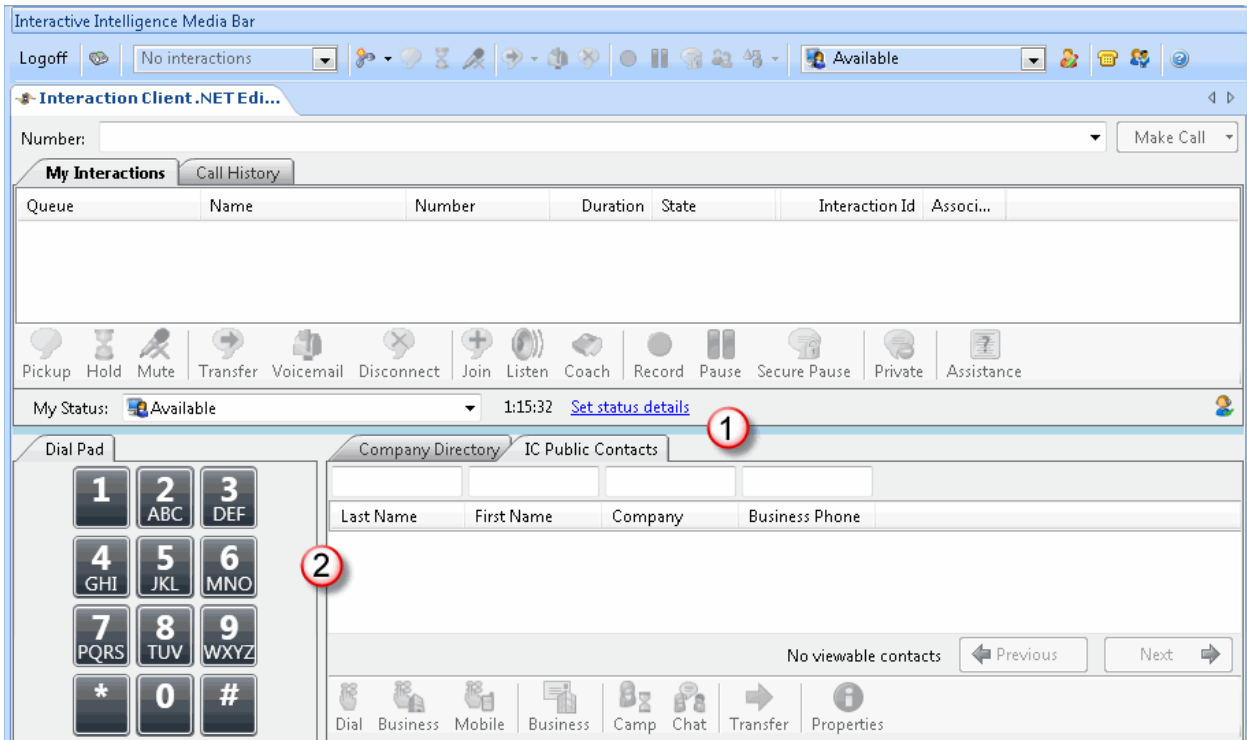 Interactive Intelligence Media Bar
Logoff No interactions Available
Interaction Client .NET Edi...
Number: Make Call
My Interactions Call History
Queue Name Number Duration State Interaction Id Associ...
Pickup Hold Mute Transfer Voicemail Disconnect Join Listen Coach Record Pause Secure Pause Private Assistance
My Status: Available 1:15:32 Set status details
1
Dial Pad Company Directory IC Public Contacts
1 2 ABC 3 DEF
Last Name First Name Company Business Phone
4 GHI 5 JKL 6 MNO
2
7 PQRS 8 TUV 9 WXYZ
No viewable contacts Previous Next
* 0 #
Dial Business Mobile Business Camp Chat Transfer Properties